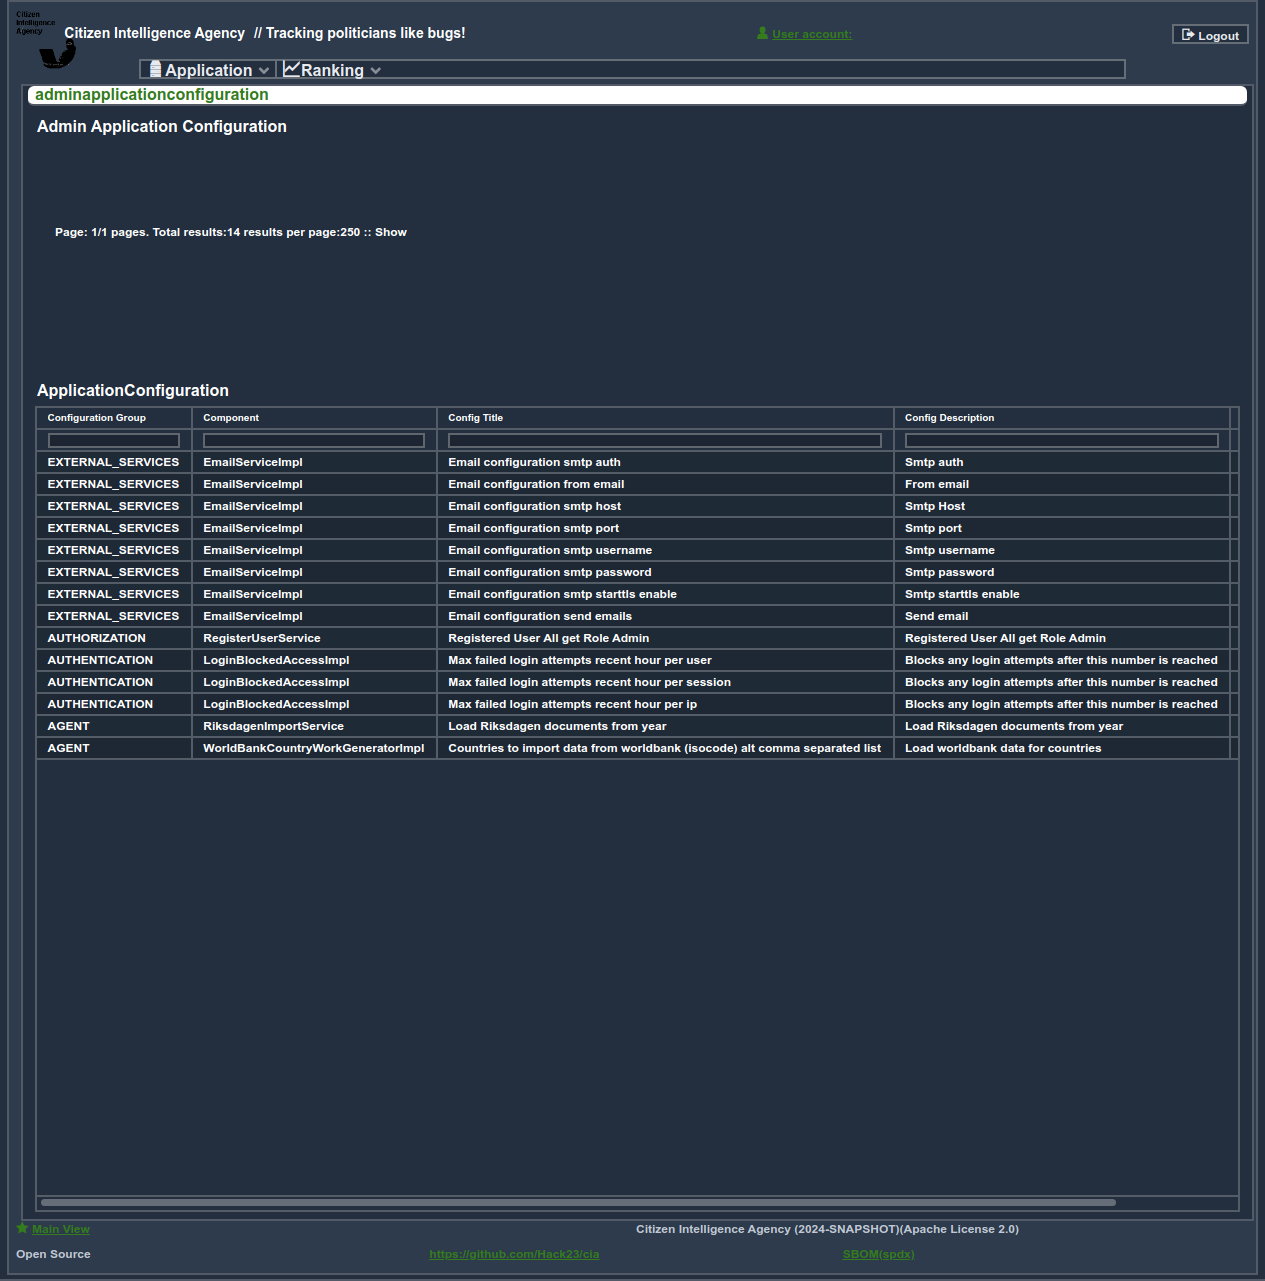 Citizen
Intelligence
Agency
Citizen Intelligence Agency // Tracking politicians like bugs!
User account:
Logout
Application
Ranking
adminapplicationconfiguration
Admin Application Configuration
Page: 1/1 pages. Total results:14 results per page:250 :: Show
ApplicationConfiguration
Configuration Group Component Config Title Config Description
EXTERNAL_SERVICES EmailServiceImpl Email configuration smtp auth Smtp auth
EXTERNAL_SERVICES EmailServiceImpl Email configuration from email From email
EXTERNAL_SERVICES EmailServiceImpl Email configuration smtp host Smtp Host
EXTERNAL_SERVICES EmailServiceImpl Email configuration smtp port Smtp port
EXTERNAL_SERVICES EmailServiceImpl Email configuration smtp username Smtp username
EXTERNAL_SERVICES EmailServiceImpl Email configuration smtp password Smtp password
EXTERNAL_SERVICES EmailServiceImpl Email configuration smtp starttls enable Smtp starttls enable
EXTERNAL_SERVICES EmailServiceImpl Email configuration send emails Send email
AUTHORIZATION RegisterUserService Registered User All get Role Admin Registered User All get Role Admin
AUTHENTICATION LoginBlockedAccessImpl Max failed login attempts recent hour per user Blocks any login attempts after this number is reached
AUTHENTICATION LoginBlockedAccessImpl Max failed login attempts recent hour per session Blocks any login attempts after this number is reached
AUTHENTICATION LoginBlockedAccessImpl Max failed login attempts recent hour per ip Blocks any login attempts after this number is reached
AGENT RiksdagenImportService Load Riksdagen documents from year Load Riksdagen documents from year
AGENT WorldBankCountryWorkGeneratorImpl Countries to import data from worldbank (isocode) alt comma separated list Load worldbank data for countries
Main View
Citizen Intelligence Agency (2024-SNAPSHOT)(Apache License 2.0)
Open Source
https://github.com/Hack23/cia
SBOM(spdx)